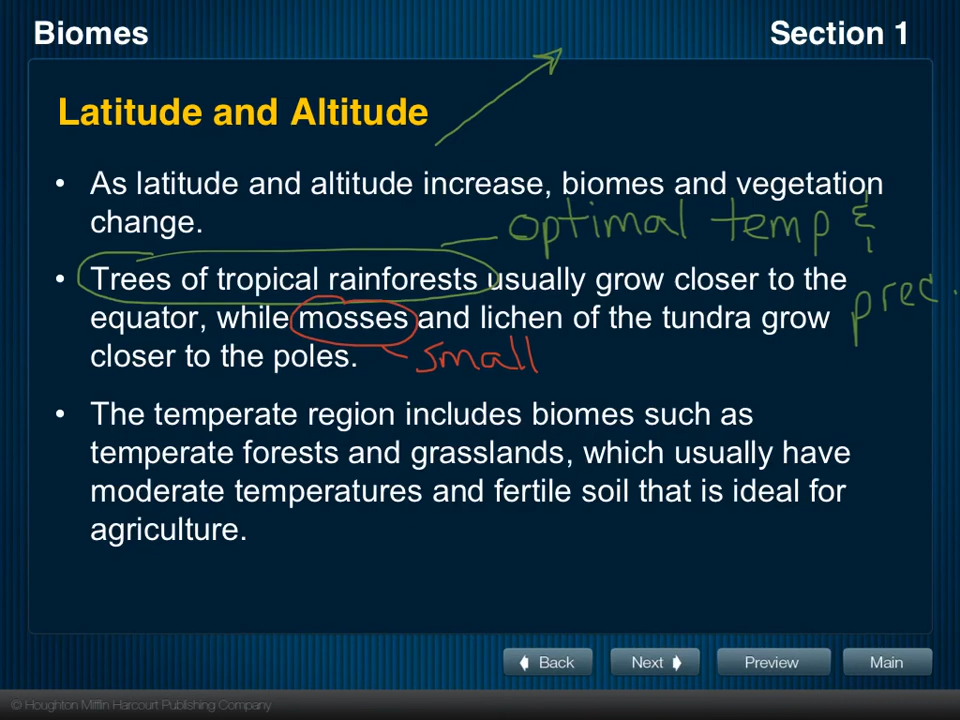 Biomes
Section 1
Latitude and Altitude
• As latitude and altitude increase, biomes and vegetation
change.
optimal temp &
prec.
• Trees of tropical rainforests usually grow closer to the
equator, while mosses and lichen of the tundra grow
closer to the poles.
small
• The temperate region includes biomes such as
temperate forests and grasslands, which usually have
moderate temperatures and fertile soil that is ideal for
agriculture.
Back
Next
Preview
Main
© Houghton Mifflin Harcourt Publishing Company